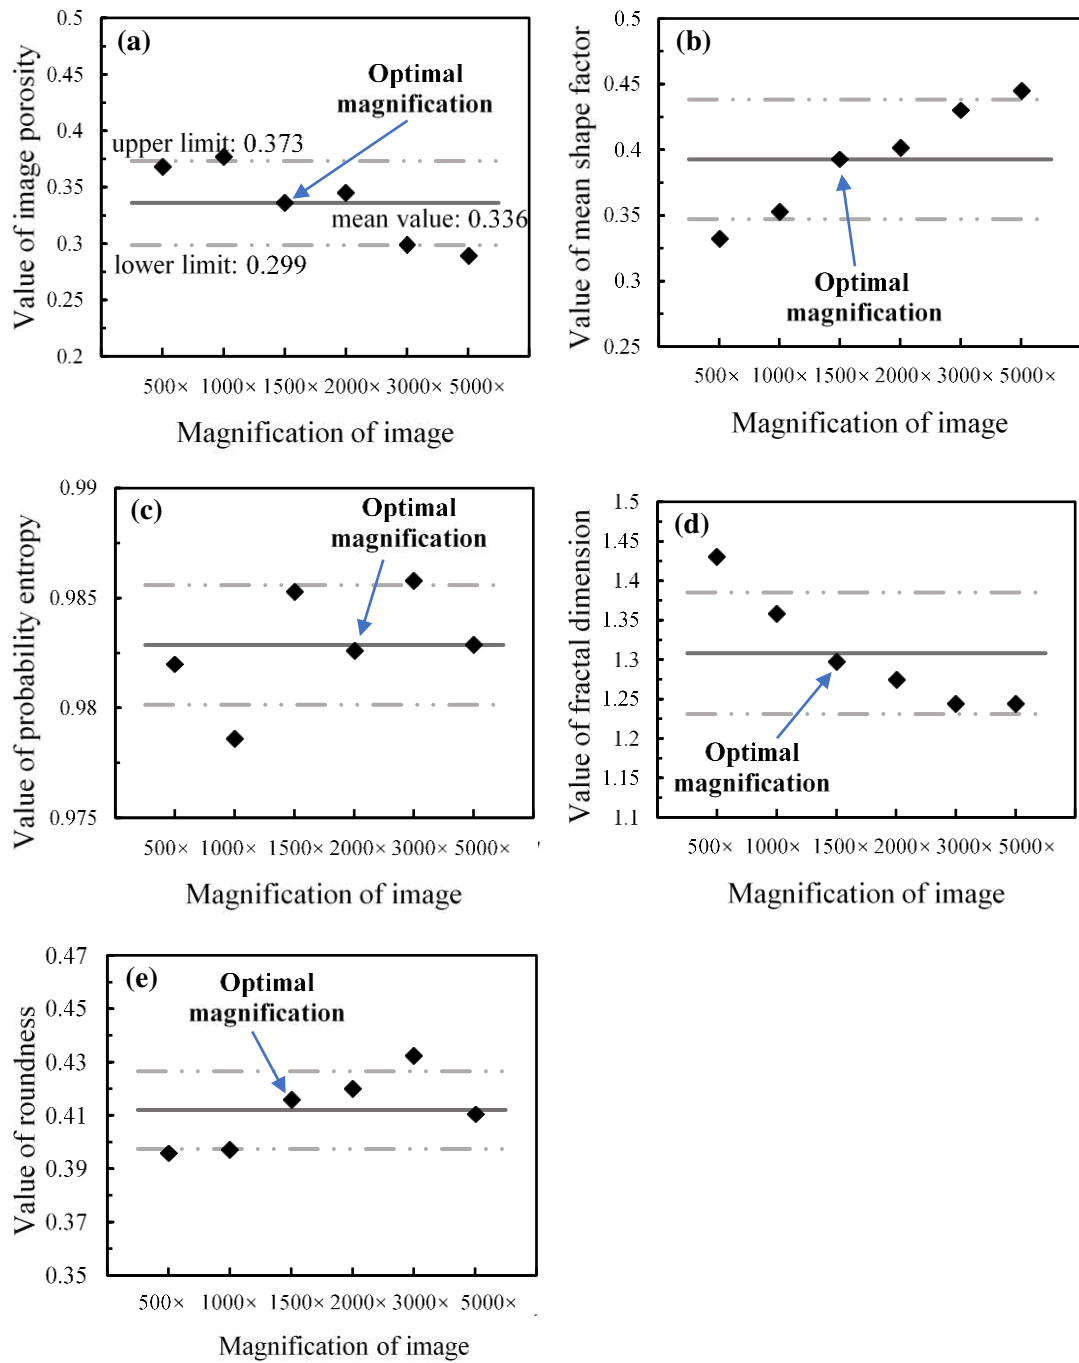 (a)
Value of image porosity
0.5
0.45
0.4
0.35
0.3
0.25
0.2
Optimal
magnification
upper limit: 0.373
mean value: 0.336
lower limit: 0.299
500× 1000× 1500× 2000× 3000× 5000×
Magnification of image
(b)
Value of mean shape factor
0.5
0.45
0.4
0.35
0.3
0.25
Optimal
magnification
500× 1000× 1500× 2000× 3000× 5000×
Magnification of image
(c)
Value of probability entropy
0.99
0.985
0.98
0.975
Optimal
magnification
500× 1000× 1500× 2000× 3000× 5000×
Magnification of image
(d)
Value of fractal dimension
1.5
1.45
1.4
1.35
1.3
1.25
1.2
1.15
1.1
Optimal
magnification
500× 1000× 1500× 2000× 3000× 5000×
Magnification of image
(e)
Value of roundness
0.47
0.45
0.43
0.41
0.39
0.37
0.35
Optimal
magnification
500× 1000× 1500× 2000× 3000× 5000×
Magnification of image